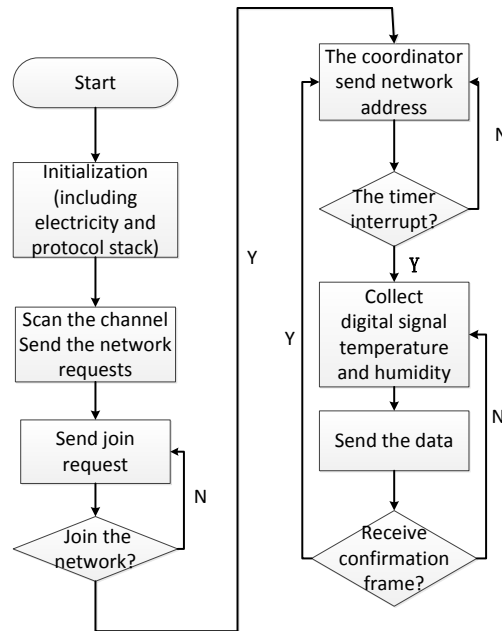 Start
Initialization
(including
electricity and
protocol stack)
Scan the channel
Send the network
requests
Send join
request
N
Join the
network?
Y
The coordinator
send network
address
N
The timer
interrupt?
Y
Collect
digital signal
temperature
and humidity
Y
N
Send the data
Receive
confirmation
frame?